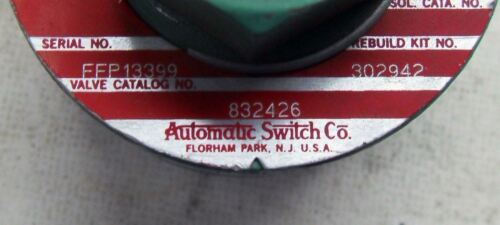 SOL. CATA. NO.
SERIAL NO. REBUILD KIT NO.
FFP13399 302942
VALVE CATALOG NO.
832426
Automatic Switch Co.
FLORHAM PARK, N.J. U.S.A.